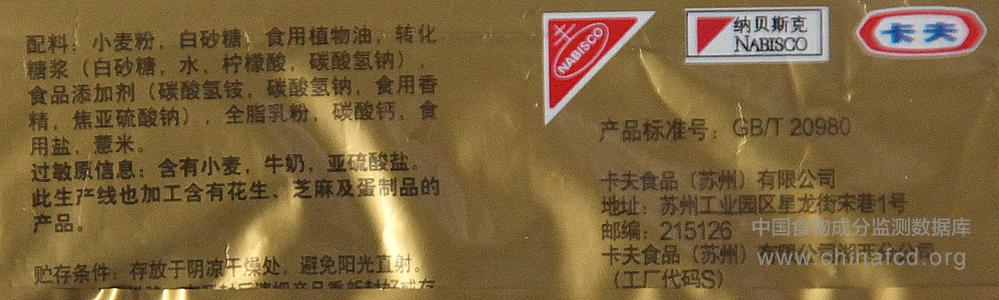 配料：小麦粉，白砂糖，食用植物油，转化
糖浆（白砂糖，水，柠檬酸，碳酸氢钠），
食品添加剂（碳酸氢铵，碳酸氢钠，食用香
精，焦亚硫酸钠），全脂乳粉，碳酸钙，食
用盐，薏米。
过敏原信息：含有小麦，牛奶，亚硫酸盐。
此生产线也加工含有花生、芝麻及蛋制品的
产品。
贮存条件：存放于阴凉干燥处，避免阳光直射。
NABISCO
纳贝斯克
NABISCO
卡夫
产品标准号：GB/T 20980
卡夫食品（苏州）有限公司
地址：苏州工业园区星龙街宋巷1号
邮编：215126
卡夫食品（苏州）有限公司湖西分公司
（工厂代码S）
中国食物成分监测数据库
www.chinafcd.org